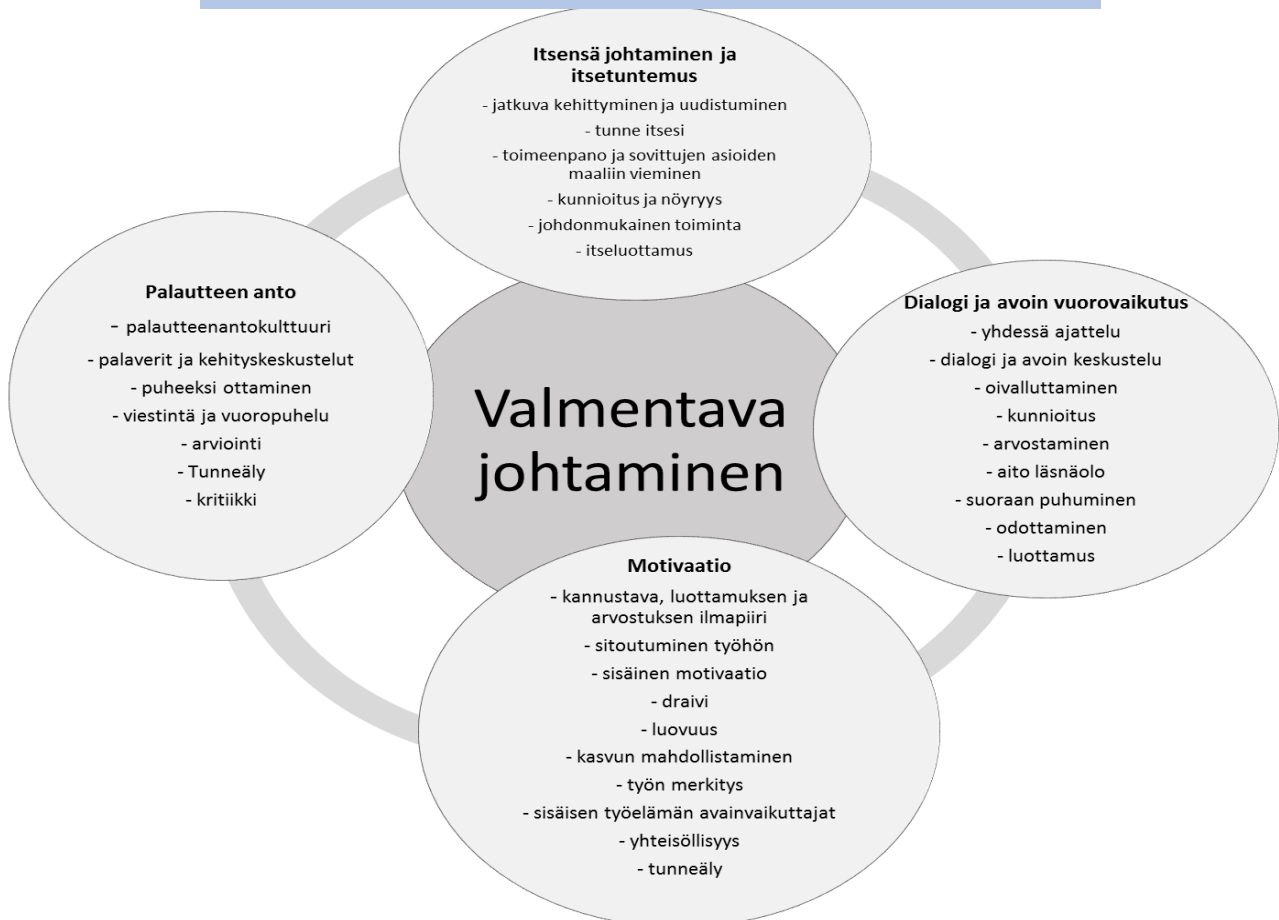 Itsensä johtaminen ja
itsetuntemus
- jatkuva kehittyminen ja uudistuminen
- tunne itsesi
- toimeenpano ja sovittujen asioiden
maaliin vieminen
- kunnioitus ja nöyryys
- johdonmukainen toiminta
- itseluottamus
Palautteen anto
- palautteenantokulttuuri
- palaverit ja kehityskeskustelut
- puheeksi ottaminen
- viestintä ja vuoropuhelu
- arviointi
- Tunneäly
- kritiikki
Valmentava
johtaminen
Dialogi ja avoin vuorovaikutus
- yhdessä ajattelu
- dialogi ja avoin keskustelu
- oivalluttaminen
- kunnioitus
- arvostaminen
- aito läsnäolo
- suoraan puhuminen
- odottaminen
- luottamus
Motivaatio
- kannustava, luottamuksen ja
arvostuksen ilmapiiri
- sitoutuminen työhön
- sisäinen motivaatio
- draivi
- luovuus
- kasvun mahdollistaminen
- työn merkitys
- sisäisen työelämän avainvaikuttajat
- yhteisöllisyys
- tunneäly